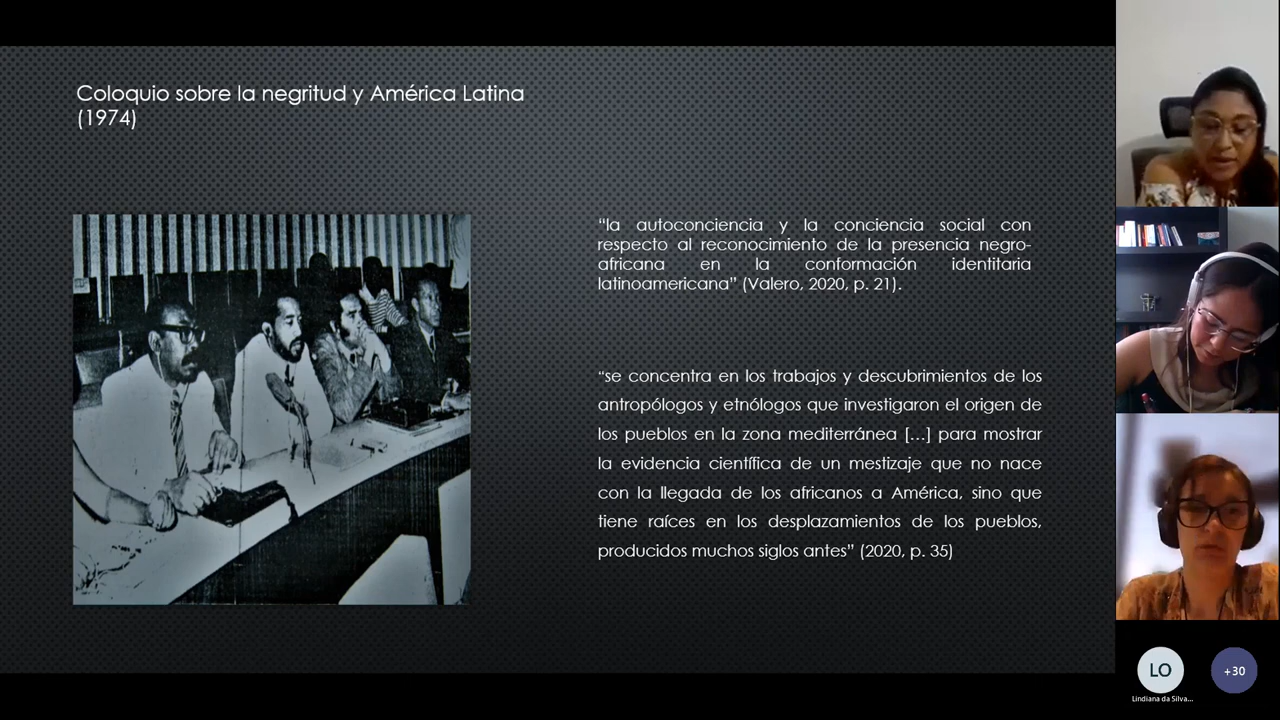 Coloquio sobre la negritud y América Latina
(1974)
“la autoconciencia y la conciencia social con
respecto al reconocimiento de la presencia negro-
africana en la conformación identitaria
latinoamericana” (Valero, 2020, p. 21).
“se concentra en los trabajos y descubrimientos de los
antropólogos y etnólogos que investigaron el origen de
los pueblos en la zona mediterránea […] para mostrar
la evidencia científica de un mestizaje que no nace
con la llegada de los africanos a América, sino que
tiene raíces en los desplazamientos de los pueblos,
producidos muchos siglos antes” (2020, p. 35)
LO
+30
Lindiana da Silva...